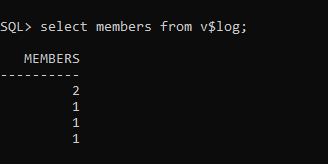 SQL> select members from v$log;
MEMBERS
----------
2
1
1
1